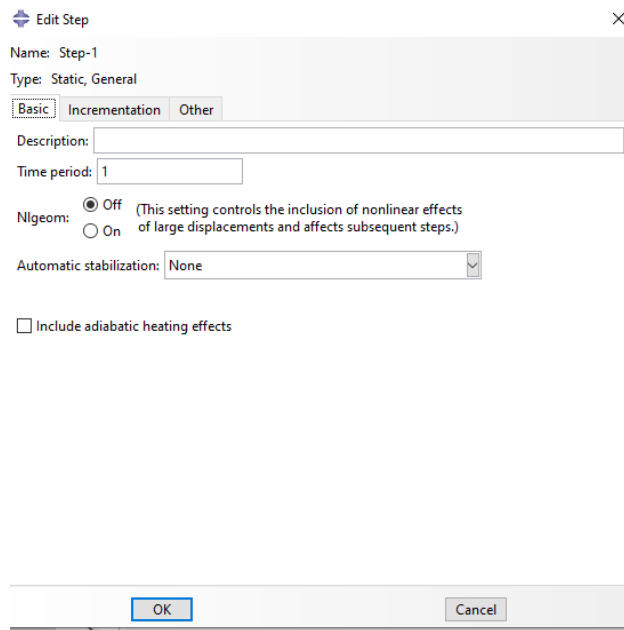 Edit Step
Name: Step-1
Type: Static, General
Basic Incrementation Other
Description:
Time period: 1
Nlgeom: Off (This setting controls the inclusion of nonlinear effects
On of large displacements and affects subsequent steps.)
Automatic stabilization: None
Include adiabatic heating effects
OK Cancel